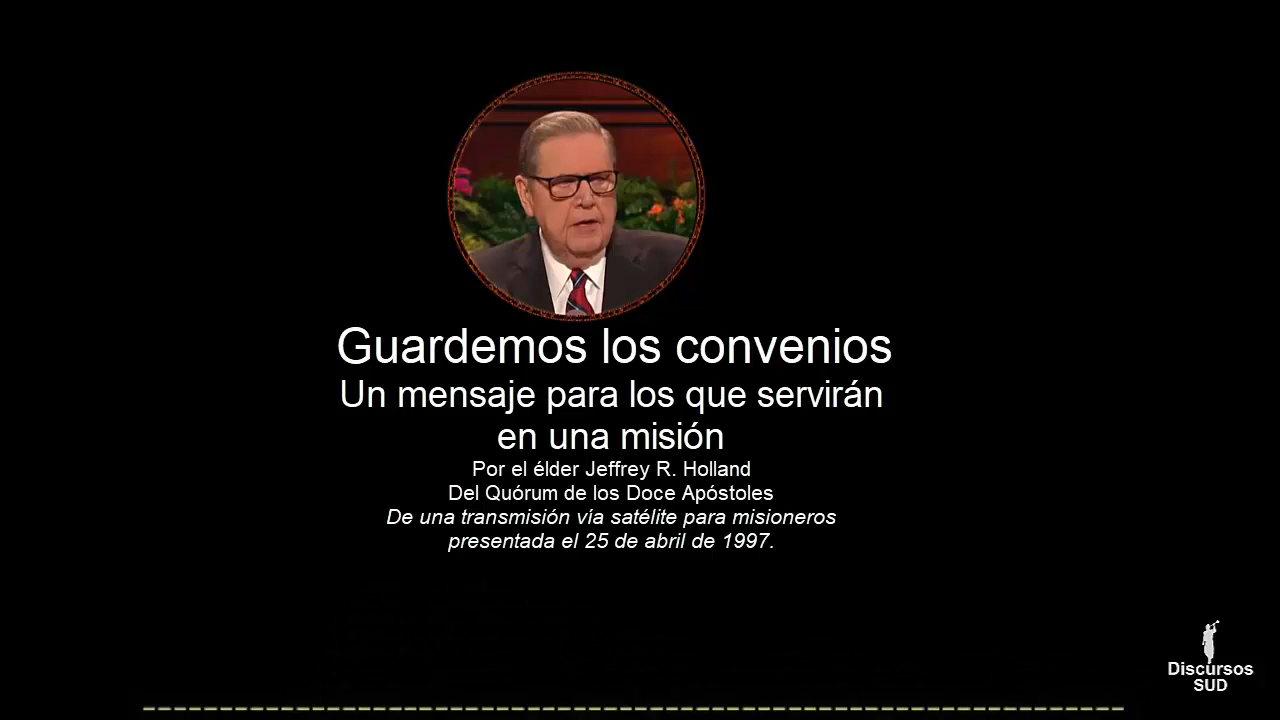 Guardemos los convenios
Un mensaje para los que servirán
en una misión
Por el élder Jeffrey R. Holland
Del Quórum de los Doce Apóstoles
De una transmisión vía satélite para misioneros
presentada el 25 de abril de 1997.
Discursos
SUD